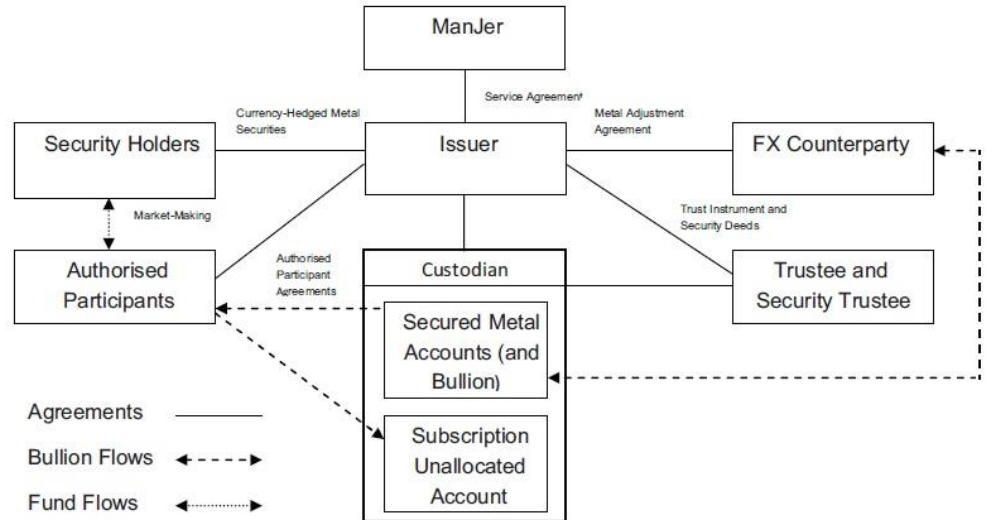 ManJer
Service Agreement
Currency-Hedged Metal
Securities
Metal Adjustment
Agreement
Security Holders
Issuer
FX Counterparty
Market-Making
Trust Instrument and
Security Deeds
Authorised
Participants
Authorised
Participant
Agreements
Custodian
Trustee and
Security Trustee
Secured Metal
Accounts (and
Bullion)
Agreements
Bullion Flows
Fund Flows
Subscription
Unallocated
Account